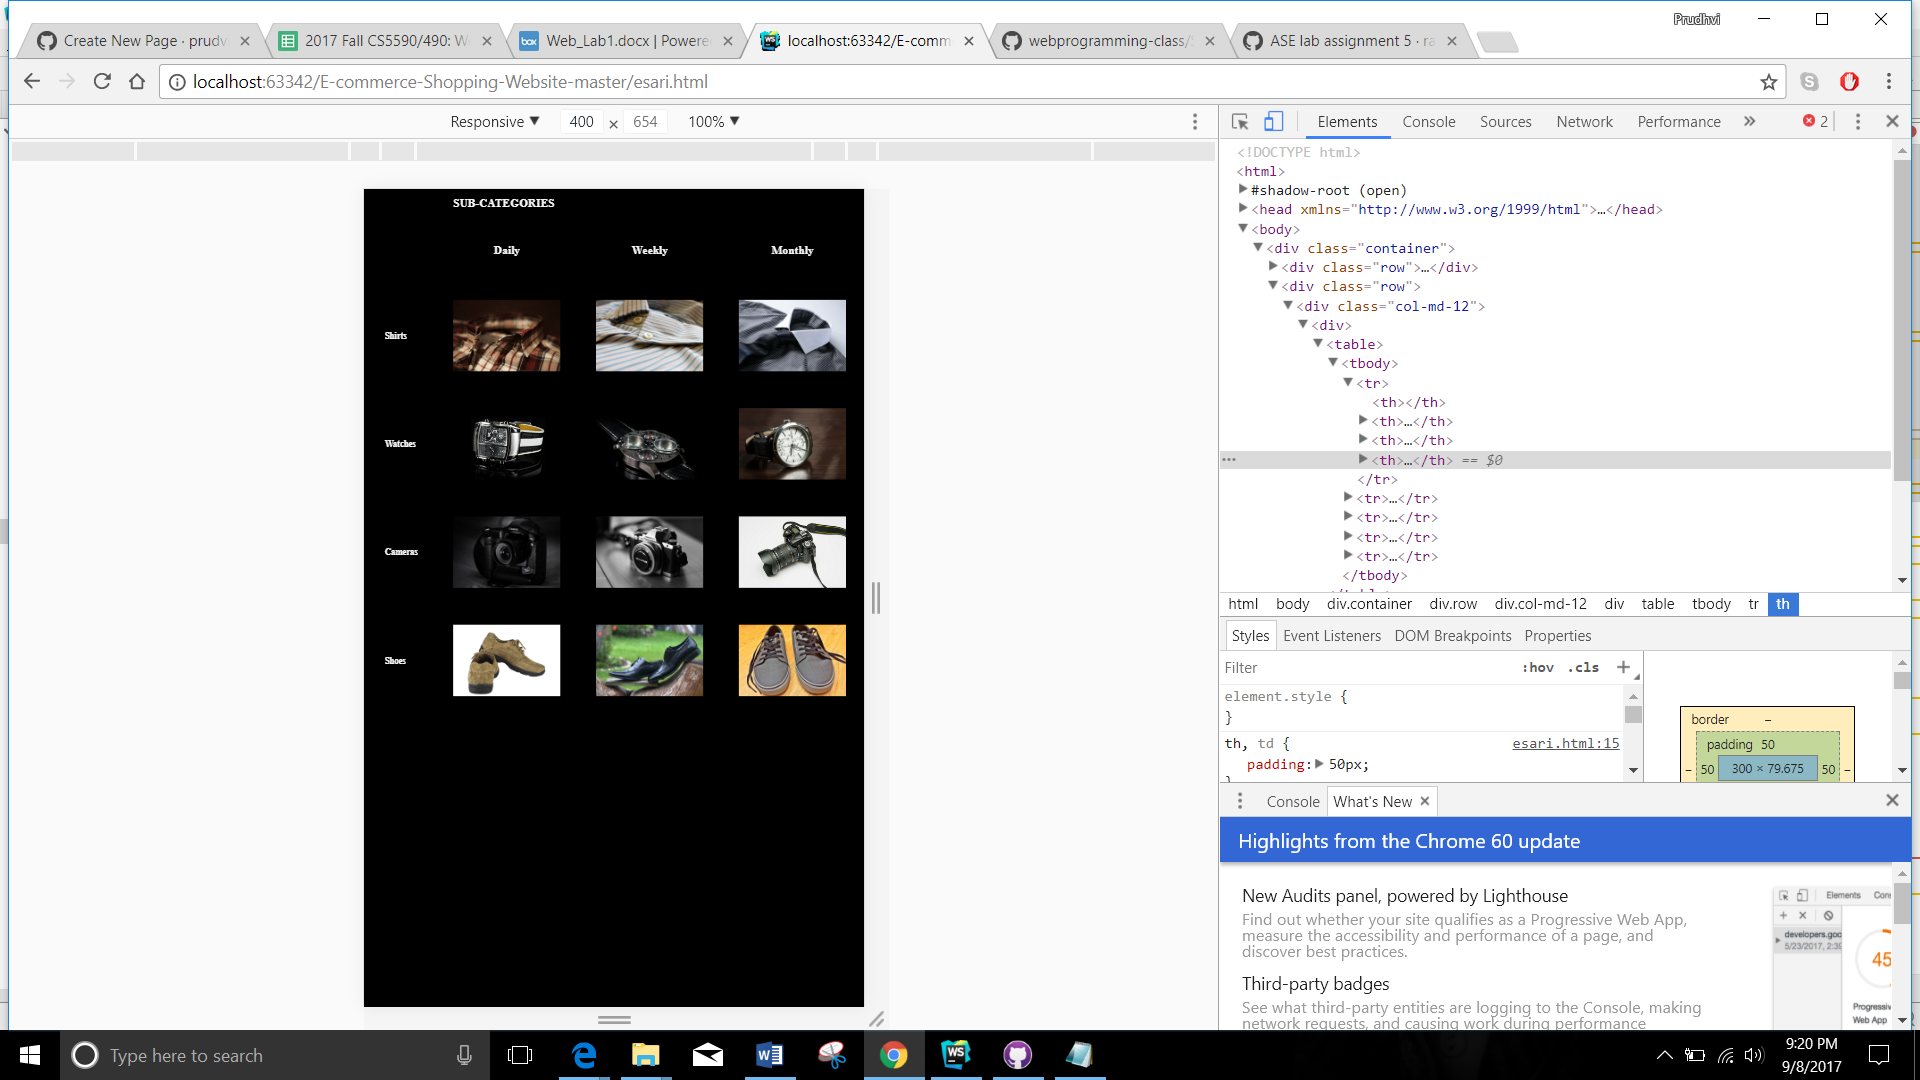 Prudhvi
Create New Page · prudv
2017 Fall CS5590/490: W
Web_Lab1.docx | Powere
localhost:63342/E-comm
webprogramming-class/
ASE lab assignment 5 · ra
localhost:63342/E-commerce-Shopping-Website-master/esari.html
Responsive 400 × 654 100%
Elements Console Sources Network Performance » 2
SUB-CATEGORIES
Daily Weekly Monthly
Shirts
Watches
Cameras
Shoes
<!DOCTYPE html>
<html>
#shadow-root (open)
<head xmlns="http://www.w3.org/1999/html">…</head>
<body>
<div class="container">
<div class="row">…</div>
<div class="row">
<div class="col-md-12">
<div>
<table>
<tbody>
<tr>
<th></th>
<th>…</th>
<th>…</th>
<th>…</th> == $0
</tr>
<tr>…</tr>
<tr>…</tr>
<tr>…</tr>
<tr>…</tr>
</tbody>
html body div.container div.row div.col-md-12 div table tbody tr th
Styles Event Listeners DOM Breakpoints Properties
Filter :hov .cls +
element.style {
}
th, td { esari.html:15
padding: 50px;
}
border –
padding 50
– 50 300 × 79.675 50 –
Console What's New
Highlights from the Chrome 60 update
New Audits panel, powered by Lighthouse
Find out whether your site qualifies as a Progressive Web App,
measure the accessibility and performance of a page, and
discover best practices.
Third-party badges
See what third-party entities are logging to the Console, making
network requests, and causing work during performance
Elements
developers.goo
5/23/2017, 2:39
45
Progressive
Web App
Type here to search
9:20 PM
9/8/2017